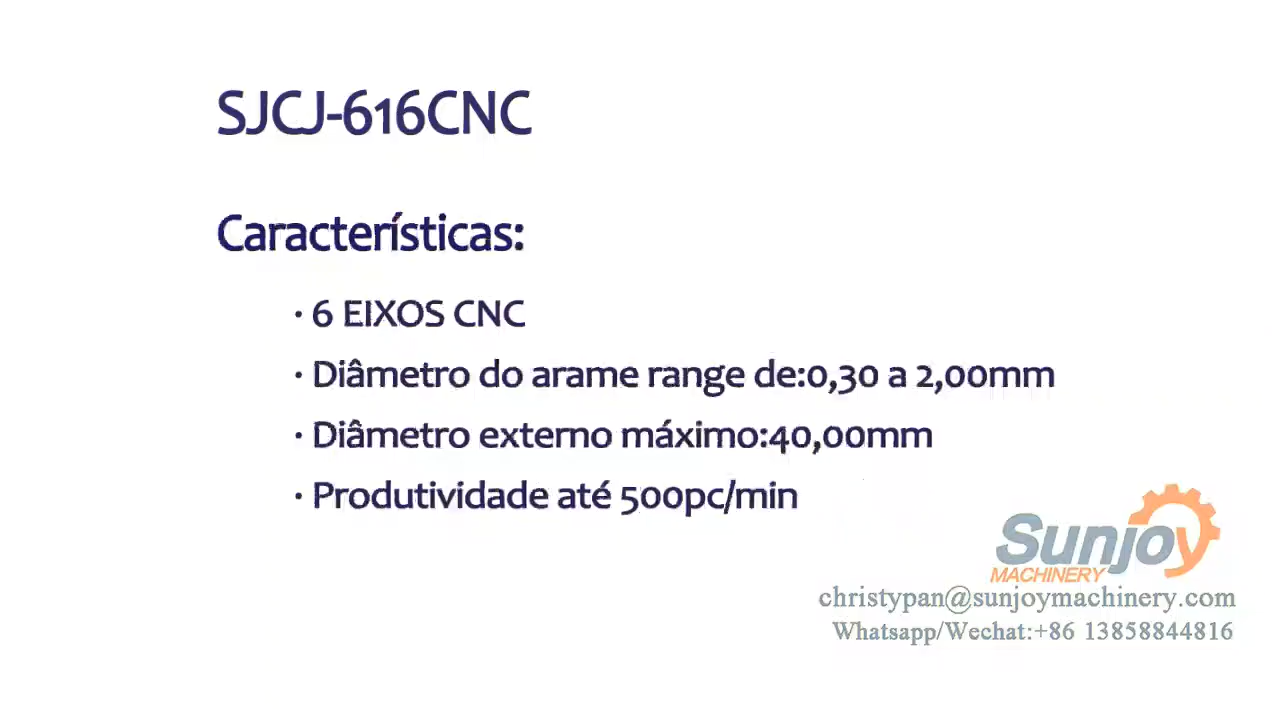 SJCJ-616CNC
Características:
· 6 EIXOS CNC
· Diâmetro do arame range de:0,30 a 2,00mm
· Diâmetro externo máximo:40,00mm
· Produtividade até 500pc/min
Sunjoy
MACHINERY
christypan@sunjoymachinery.com
Whatsapp/Wechat:+86 13858844816